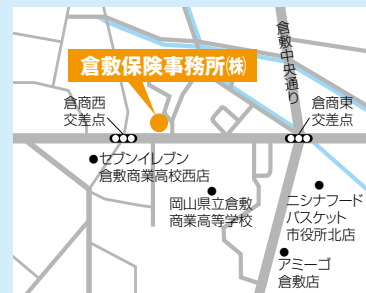 倉敷中央通り
倉敷保険事務所㈱
倉商西
交差点
倉商東
交差点
セブンイレブン
倉敷商業高校西店
岡山県立倉敷
商業高等学校
ニシナフード
バスケット
市役所北店
アミーゴ
倉敷店